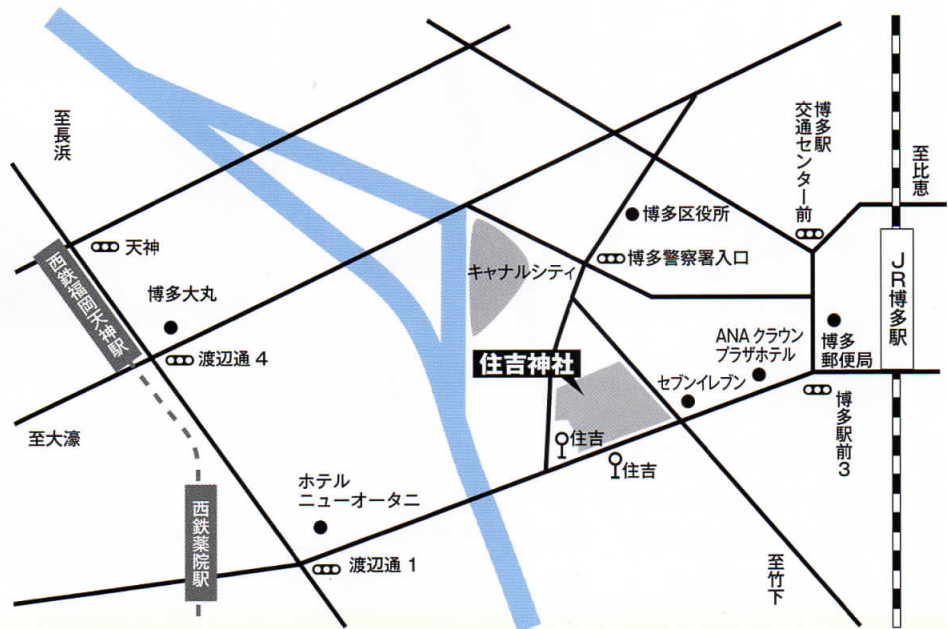 至長浜
天神
西鉄福岡天神駅
博多大丸
渡辺通 4
至大濠
西鉄薬院駅
ホテル
ニューオータニ
渡辺通 1
キャナルシティ
住吉神社
住吉
住吉
博多区役所
博多警察署入口
博多駅
交通センター前
至比恵
JR博多駅
博多
郵便局
ANA クラウン
プラザホテル
セブンイレブン
博多駅前3
至竹下